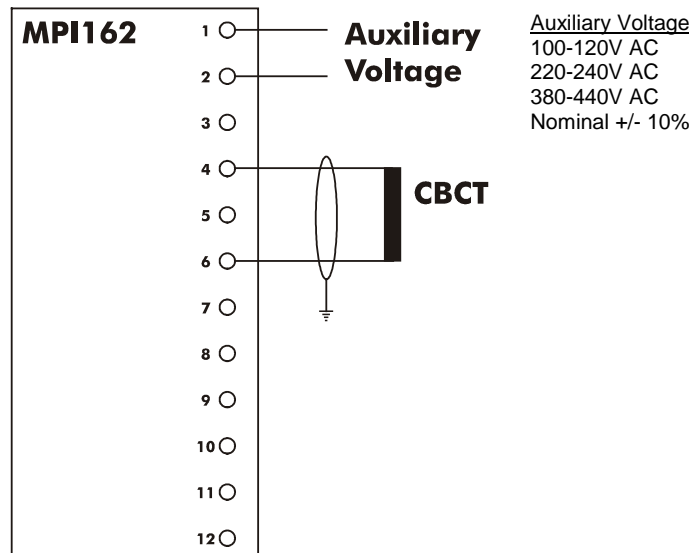 MPI162
1
Auxiliary
Voltage
Auxiliary Voltage
100-120V AC
220-240V AC
380-440V AC
Nominal +/- 10%
2
3
4
CBCT
5
6
7
8
9
10
11
12